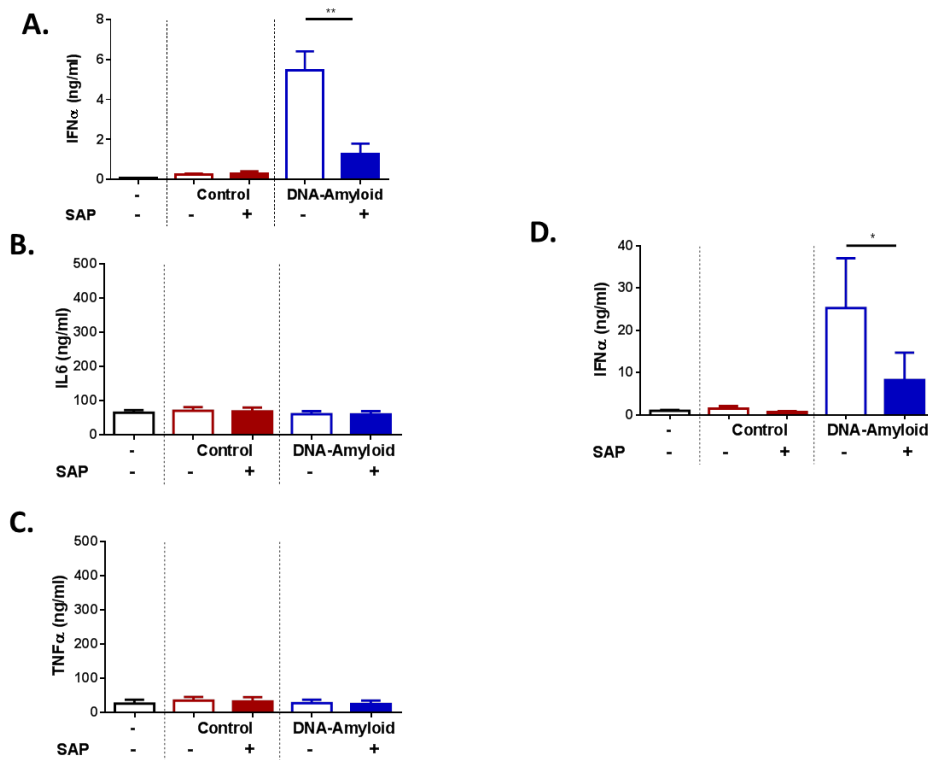 A.
IFNα (ng/ml)
8
6
4
2
0
**
- Control DNA-Amyloid
SAP - - + - +
B.
IL6 (ng/ml)
500
400
300
200
100
0
- Control DNA-Amyloid
SAP - - + - +
C.
TNFα (ng/ml)
500
400
300
200
100
0
- Control DNA-Amyloid
SAP - - + - +
D.
IFNα (ng/ml)
40
30
20
10
0
*
- Control DNA-Amyloid
SAP - - + - +